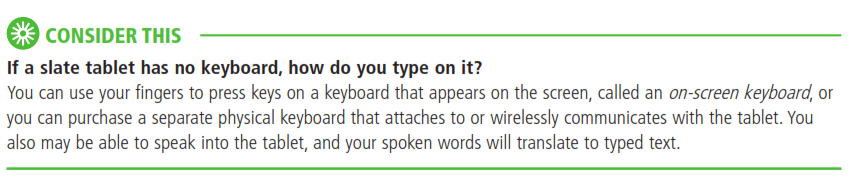 CONSIDER THIS
If a slate tablet has no keyboard, how do you type on it?
You can use your fingers to press keys on a keyboard that appears on the screen, called an on-screen keyboard, or
you can purchase a separate physical keyboard that attaches to or wirelessly communicates with the tablet. You
also may be able to speak into the tablet, and your spoken words will translate to typed text.